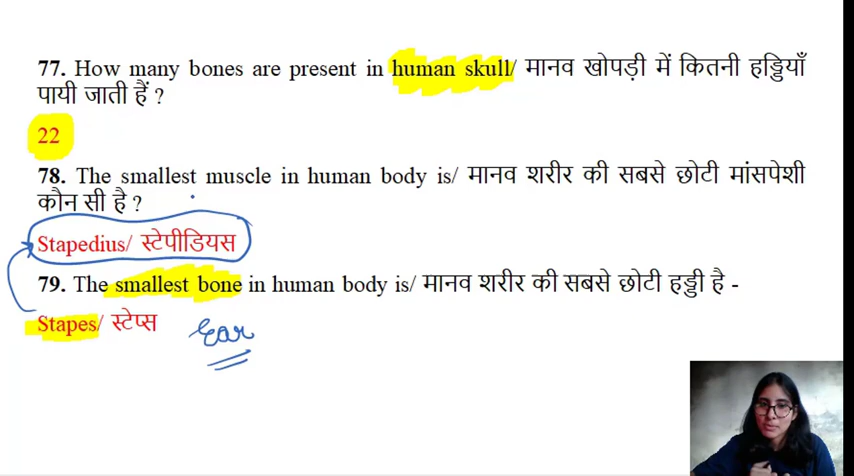 77. How many bones are present in human skull/ मानव खोपड़ी में कितनी हड्डियाँ
पायी जाती हैं ?
22
78. The smallest muscle in human body is/ मानव शरीर की सबसे छोटी मांसपेशी
कौन सी है ?
Stapedius/ स्टेपीडियस
79. The smallest bone in human body is/ मानव शरीर की सबसे छोटी हड्डी है -
Stapes/ स्टेप्स
Ear